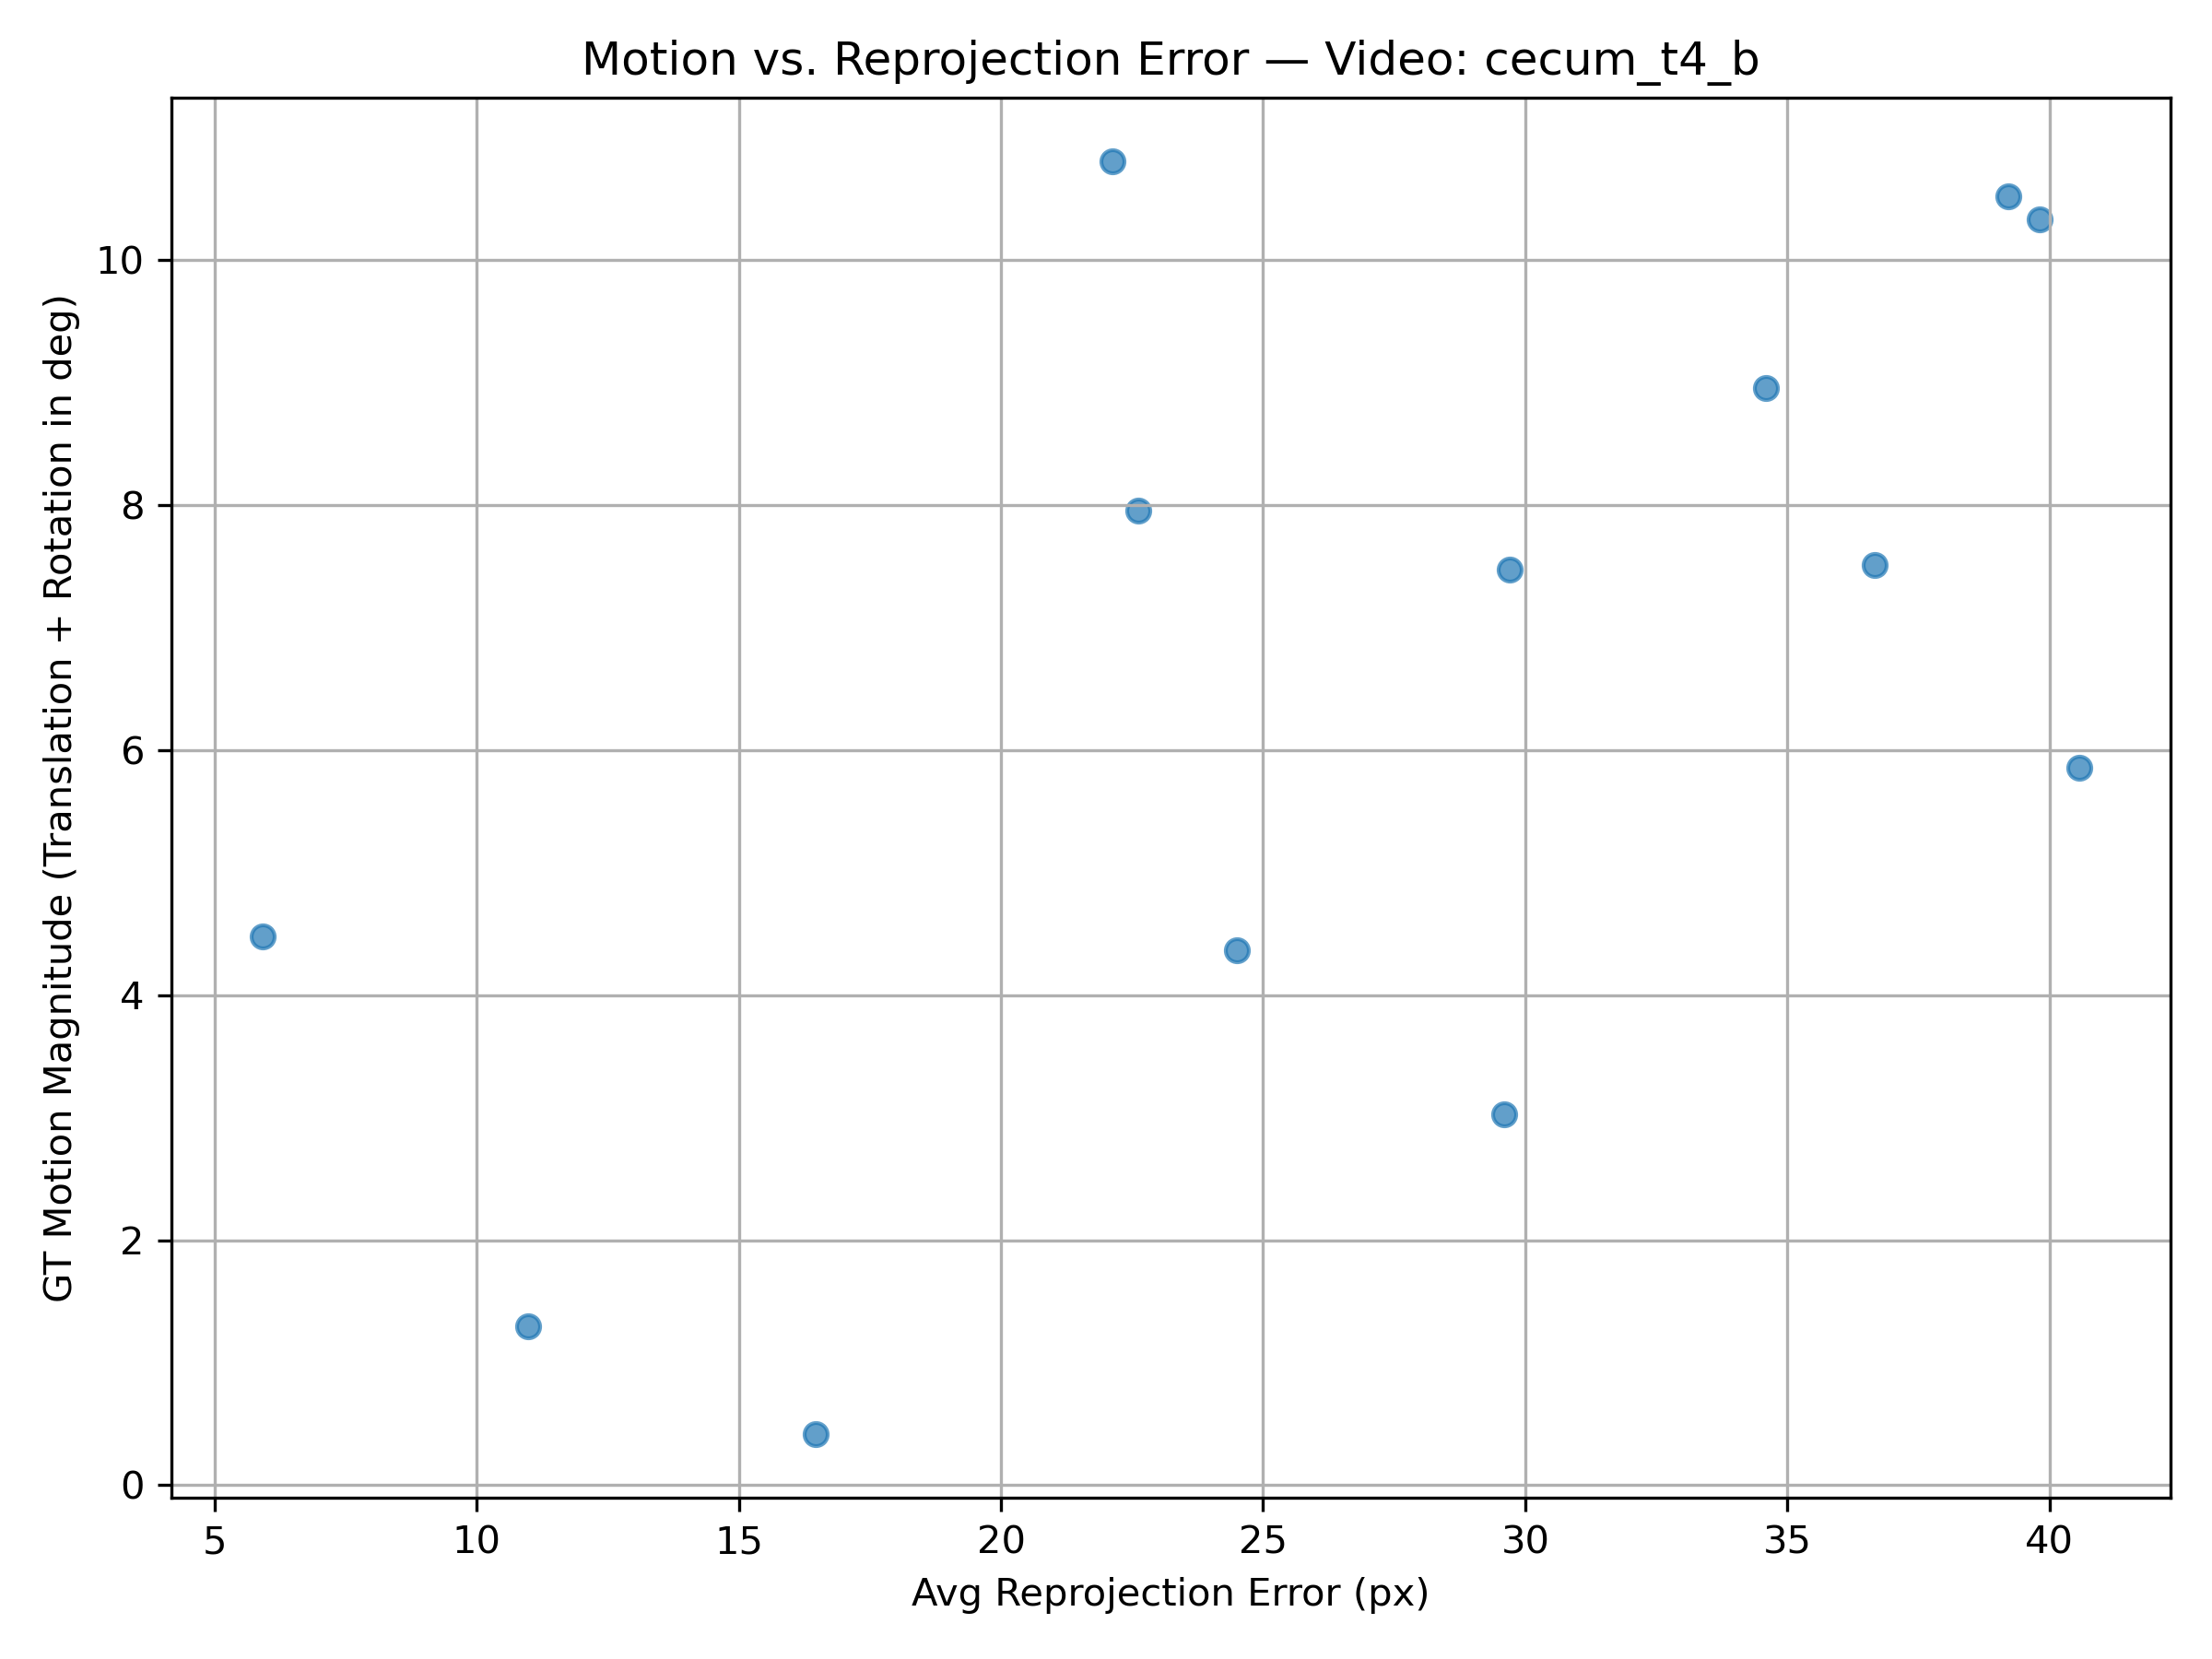 Motion vs. Reprojection Error — Video: cecum_t4_b
GT Motion Magnitude (Translation + Rotation in deg)
10
8
6
4
2
0
5 10 15 20 25 30 35 40
Avg Reprojection Error (px)